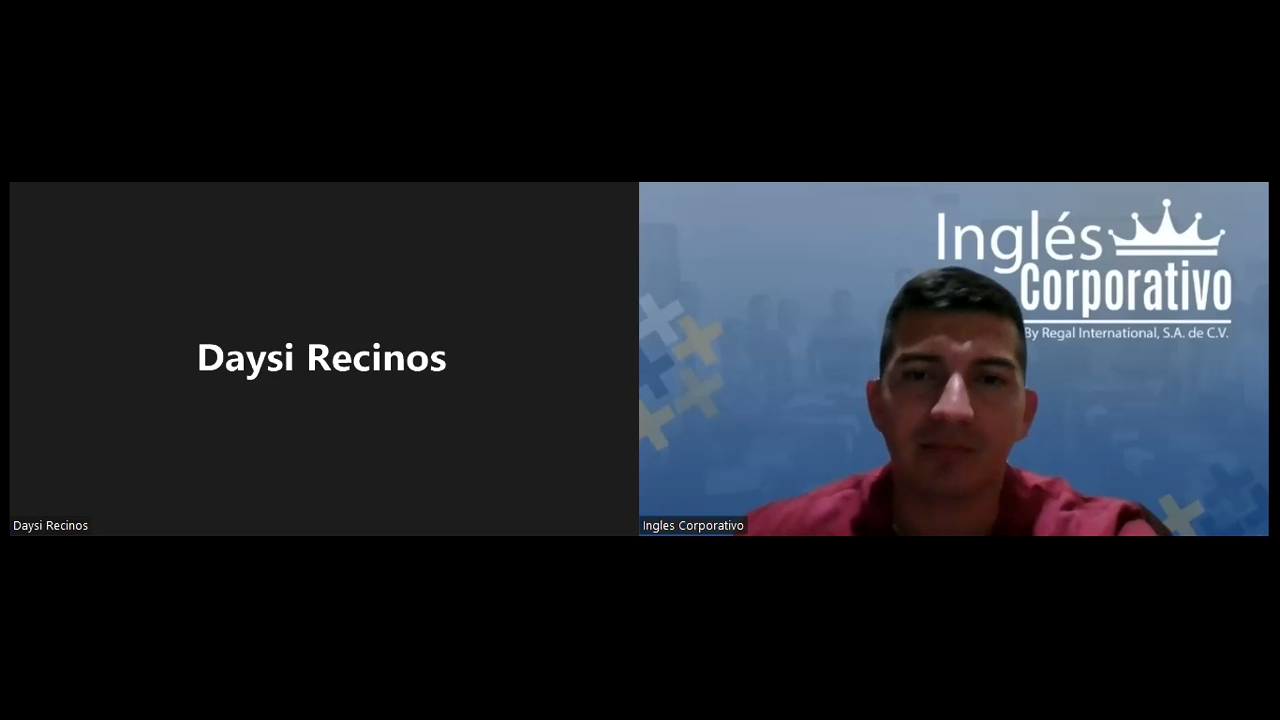 Daysi Recinos
Daysi Recinos
Inglés
Corporativo
By Regal International, S.A. de C.V.
Ingles Corporativo